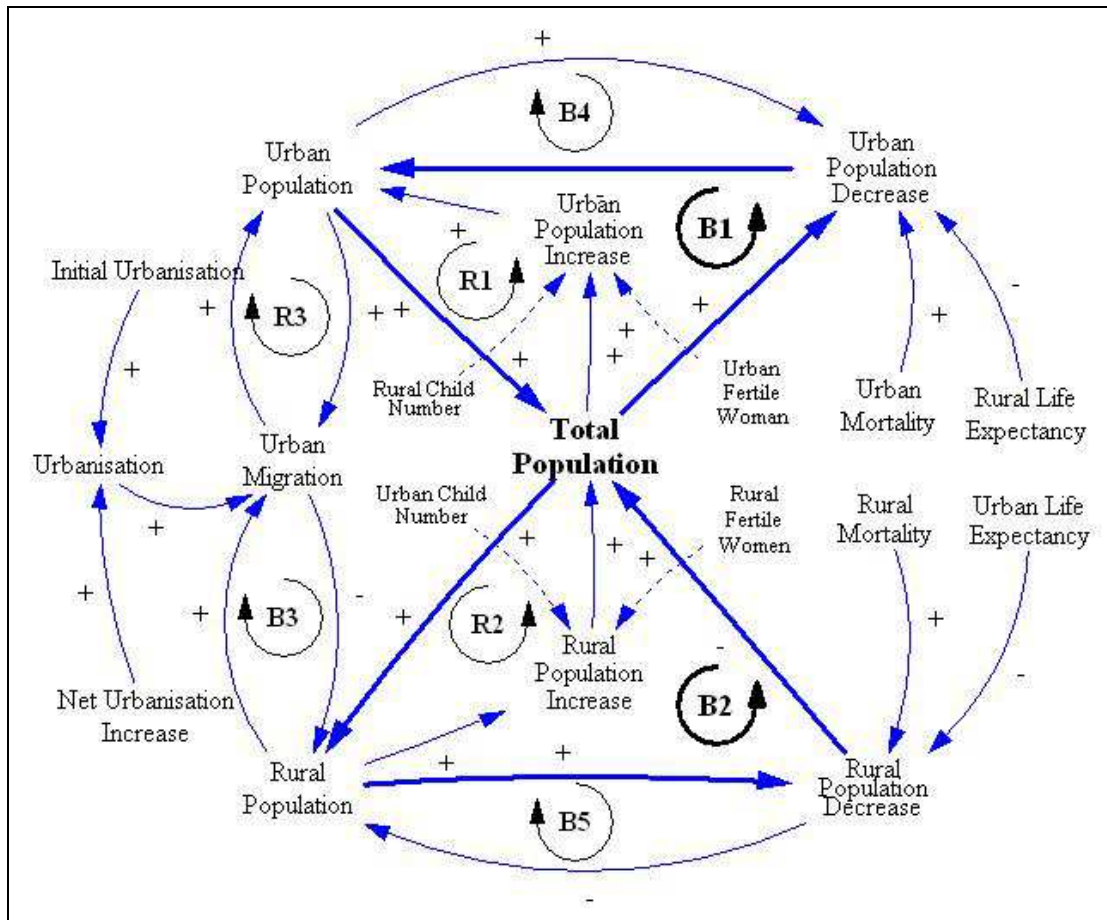 +
B4
Urban
Population
Urban
Population
Decrease
Urbān
Population
Increase
B1
+
R1
Initial Urbanisation
+
R3
+
+
+
-
+
+
+
+
+
Rural Child
Number
Urban
Fertile
Woman
Urban
Mortality
Rural Life
Expectancy
Total
Population
Urbanisation
Urban
Migration
Urban Child
Number
Rural
Fertile
Women
Rural
Mortality
Urban Life
Expectancy
+
+
+
+
+
+
B3
-
+
R2
+
Rural
Population
Increase
-
B2
-
Net Urbanisation
Increase
Rural
Population
+
+
Rural
Population
Decrease
B5
-